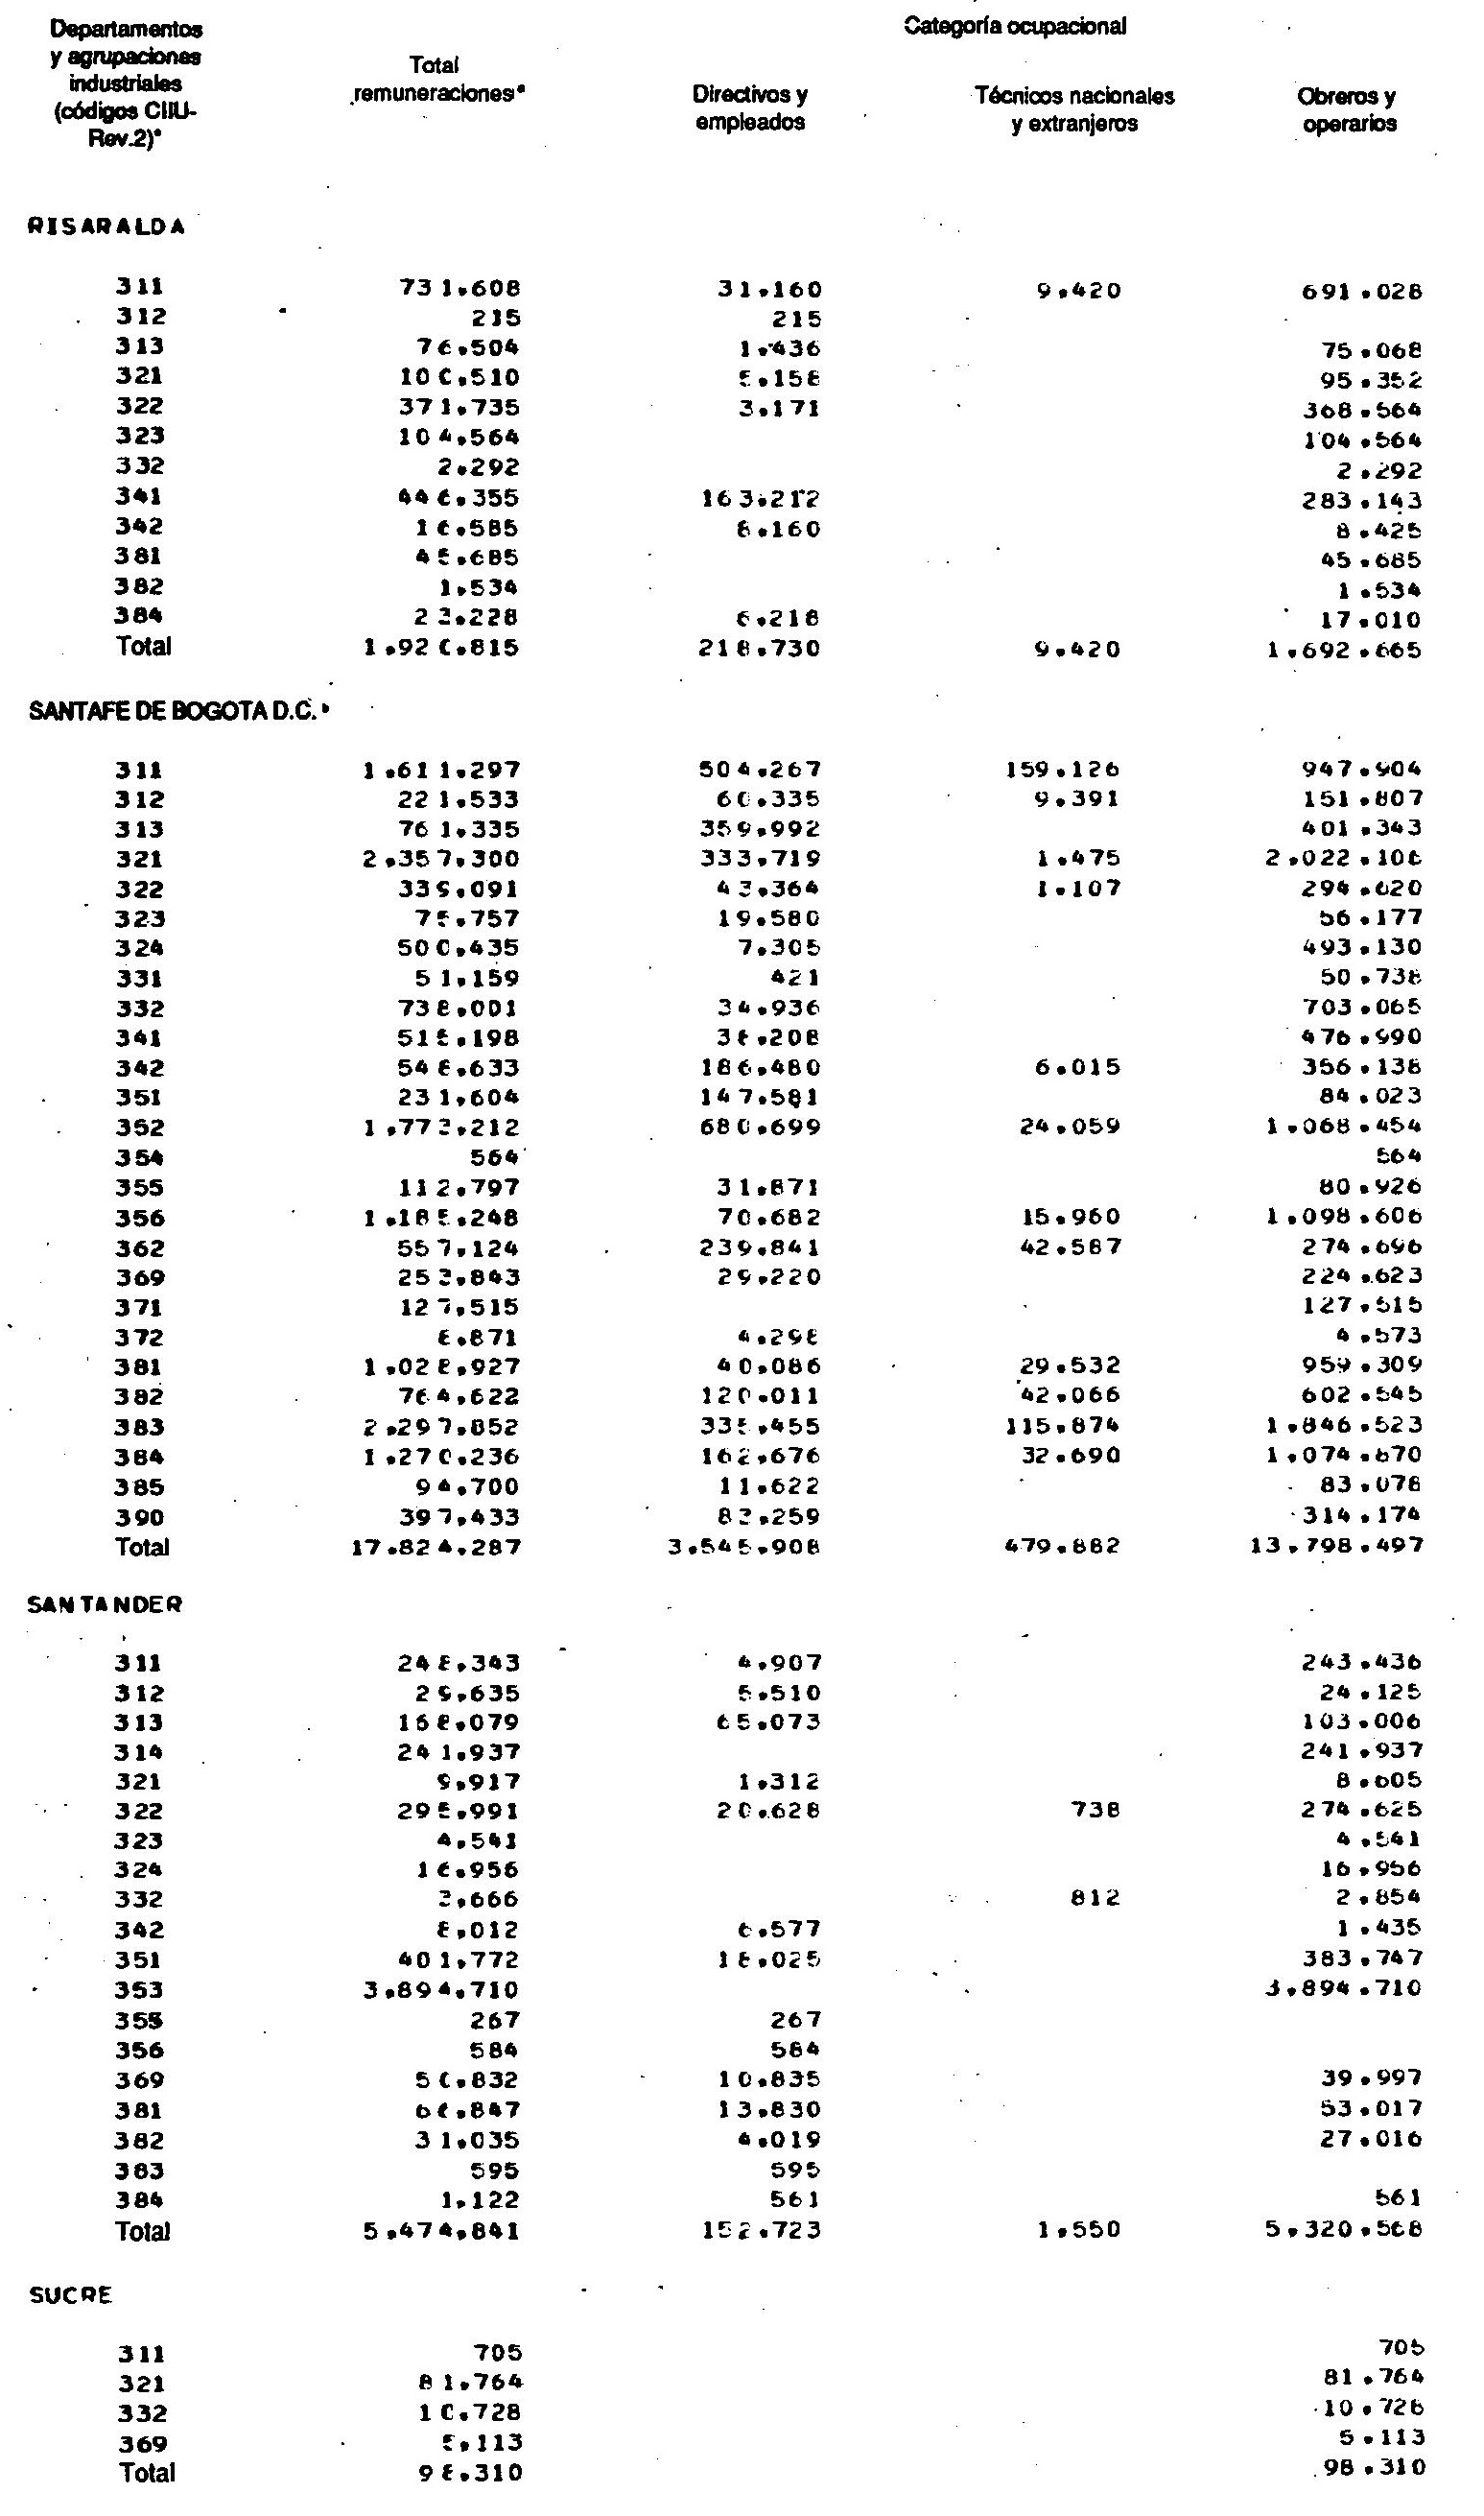 Departamentos y agrupaciones industriales (códigos CIIU-Rev.2)ª Total remuneracionesª Categoría ocupacional
Directivos y empleados Técnicos nacionales y extranjeros Obreros y operarios
RISARALDA
311 731.608 31.160 9.420 691.028
312 215 215
313 76.504 1.436 75.068
321 100.510 5.158 95.352
322 371.735 3.171 368.564
323 104.564 104.564
332 2.292 2.292
341 446.355 163.212 283.143
342 16.585 8.160 8.425
381 45.685 45.685
382 1.534 1.534
384 23.228 6.218 17.010
Total 1.920.815 218.730 9.420 1.692.665
SANTAFE DE BOGOTA D.C. b
311 1.611.297 504.267 159.126 947.904
312 221.533 60.335 9.391 151.807
313 761.335 359.992 401.343
321 2.357.300 333.719 1.475 2.022.106
322 339.091 43.364 1.107 294.620
323 75.757 19.580 56.177
324 500.435 7.305 493.130
331 51.159 421 50.738
332 738.001 34.936 703.065
341 515.198 38.208 476.990
342 548.633 186.480 6.015 356.138
351 231.604 147.581 84.023
352 1.773.212 680.699 24.059 1.068.454
354 564 564
355 112.797 31.871 80.926
356 1.185.248 70.682 15.960 1.098.606
362 557.124 239.841 42.587 274.696
369 253.843 29.220 224.623
371 127.515 127.515
372 8.871 4.298 4.573
381 1.028.927 40.086 29.532 959.309
382 764.622 120.011 42.066 602.545
383 2.297.852 335.455 115.874 1.846.523
384 1.270.236 162.676 32.690 1.074.870
385 94.700 11.622 83.078
390 397.433 83.259 314.174
Total 17.824.287 3.545.908 479.882 13.798.497
SANTANDER
311 248.343 4.907 243.436
312 29.635 5.510 24.125
313 168.079 65.073 103.006
314 241.937 241.937
321 9.917 1.312 8.605
322 295.991 20.628 738 274.625
323 4.541 4.541
324 16.956 16.956
332 3.666 812 2.854
342 8.012 6.577 1.435
351 401.772 18.025 383.747
353 3.894.710 3.894.710
355 267 267
356 584 584
369 50.832 10.835 39.997
381 66.847 13.830 53.017
382 31.035 4.019 27.016
383 595 595
384 1.122 561 561
Total 5.474.841 152.723 1.550 5.320.568
SUCRE
311 705 705
321 81.764 81.764
332 10.728 10.728
369 5.113 5.113
Total 98.310 98.310